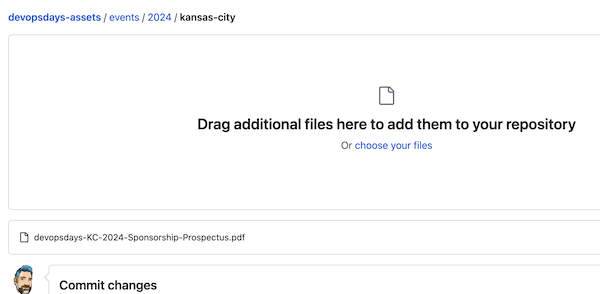 devopsdays-assets / events / 2024 / kansas-city
Drag additional files here to add them to your repository
Or choose your files
devopsdays-KC-2024-Sponsorship-Prospectus.pdf
Commit changes